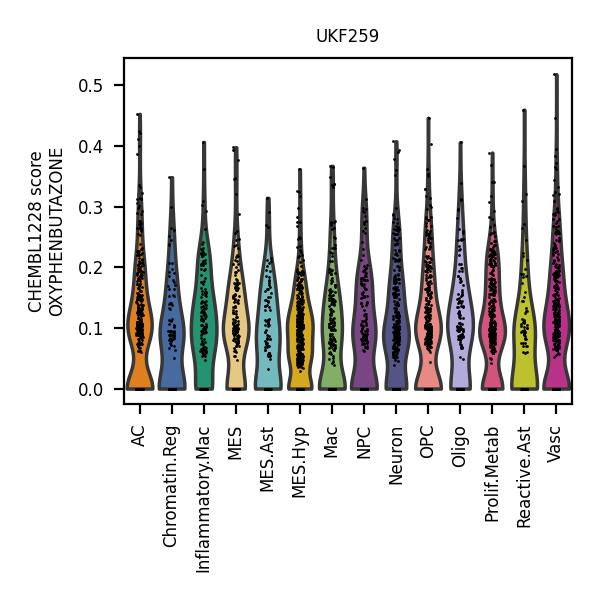 UKF259
CHEMBL1228 score
OXYPHENBUTAZONE
0.5
0.4
0.3
0.2
0.1
0.0
AC
Chromatin.Reg
Inflammatory.Mac
MES
MES.Ast
MES.Hyp
Mac
NPC
Neuron
OPC
Oligo
Prolif.Metab
Reactive.Ast
Vasc